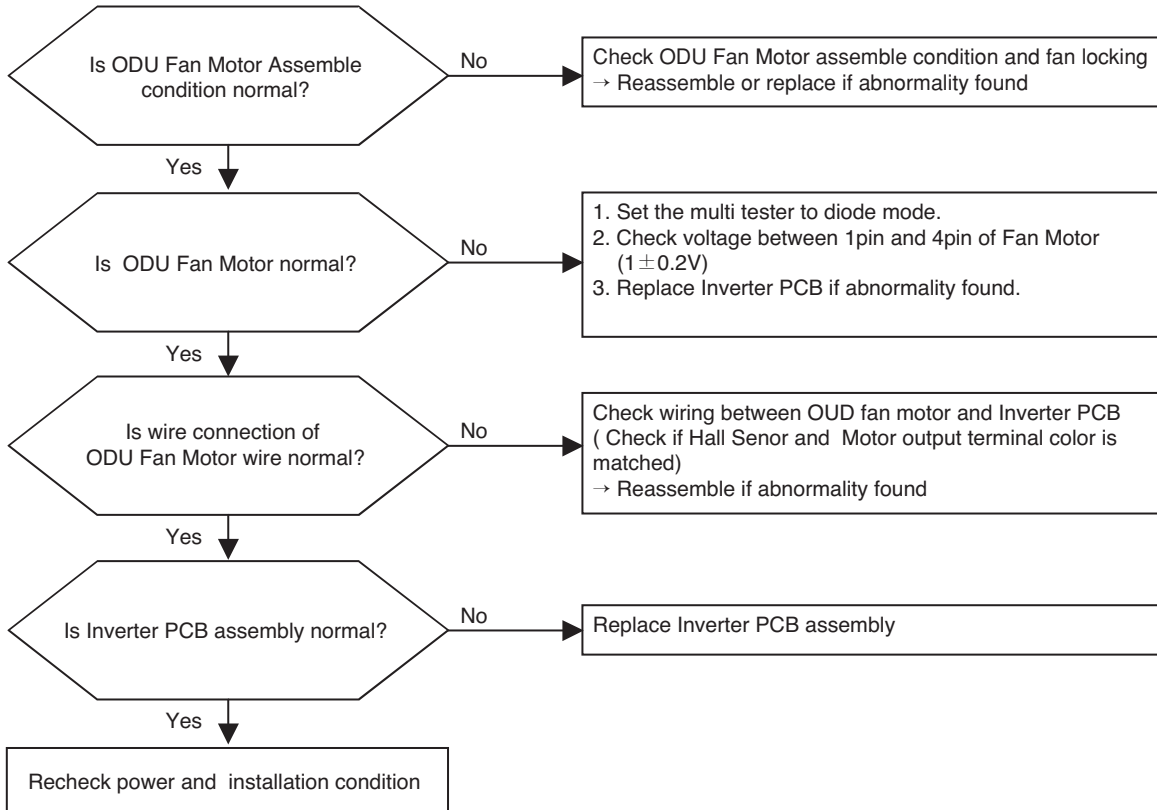 Is ODU Fan Motor Assemble
condition normal?
No
Check ODU Fan Motor assemble condition and fan locking
→ Reassemble or replace if abnormality found
Yes
Is ODU Fan Motor normal?
No
1. Set the multi tester to diode mode.
2. Check voltage between 1pin and 4pin of Fan Motor
(1±0.2V)
3. Replace Inverter PCB if abnormality found.
Yes
Is wire connection of
ODU Fan Motor wire normal?
No
Check wiring between OUD fan motor and Inverter PCB
( Check if Hall Senor and Motor output terminal color is
matched)
→ Reassemble if abnormality found
Yes
Is Inverter PCB assembly normal?
No
Replace Inverter PCB assembly
Yes
Recheck power and installation condition